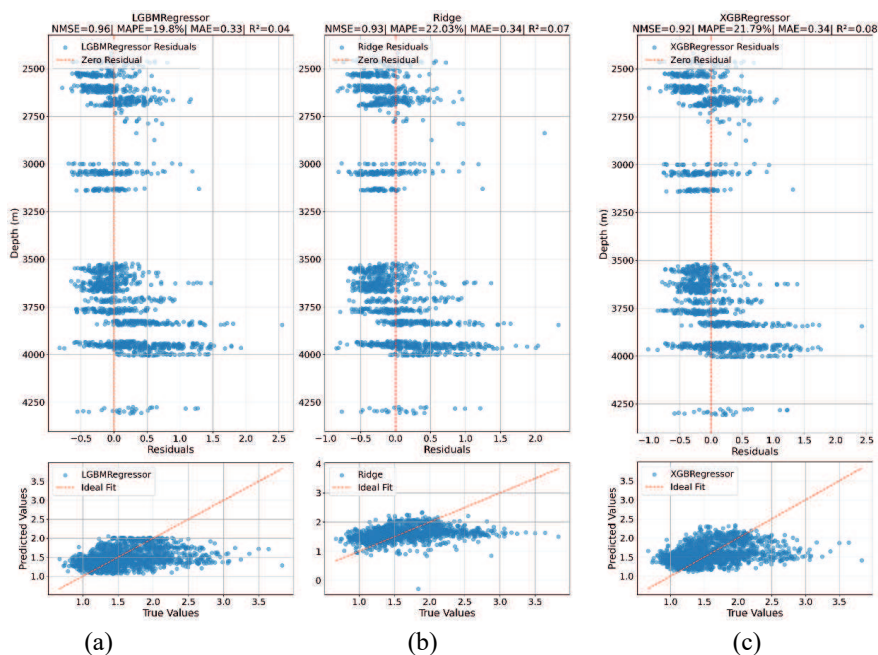 LGBMRegressor
NMSE=0.96| MAPE=19.8%| MAE=0.33| R²=0.04
LGBMRegressor Residuals
Zero Residual
2500
2750
3000
3250
3500
3750
4000
4250
Depth (m)
−0.5 0.0 0.5 1.0 1.5 2.0 2.5
Residuals
LGBMRegressor
Ideal Fit
3.5
3.0
2.5
2.0
1.5
1.0
Predicted Values
1.0 1.5 2.0 2.5 3.0 3.5
True Values
(a)
Ridge
NMSE=0.93| MAPE=22.03%| MAE=0.34| R²=0.07
Ridge Residuals
Zero Residual
2500
2750
3000
3250
3500
3750
4000
4250
−1.0 −0.5 0.0 0.5 1.0 1.5 2.0
Residuals
Ridge
Ideal Fit
4
3
2
1
0
1.0 1.5 2.0 2.5 3.0 3.5
True Values
(b)
XGBRegressor
NMSE=0.92| MAPE=21.79%| MAE=0.34| R²=0.08
XGBRegressor Residuals
Zero Residual
2500
2750
3000
3250
3500
3750
4000
4250
Depth (m)
−1.0 −0.5 0.0 0.5 1.0 1.5 2.0 2.5
Residuals
XGBRegressor
Ideal Fit
3.5
3.0
2.5
2.0
1.5
1.0
Predicted Values
1.0 1.5 2.0 2.5 3.0 3.5
True Values
(c)